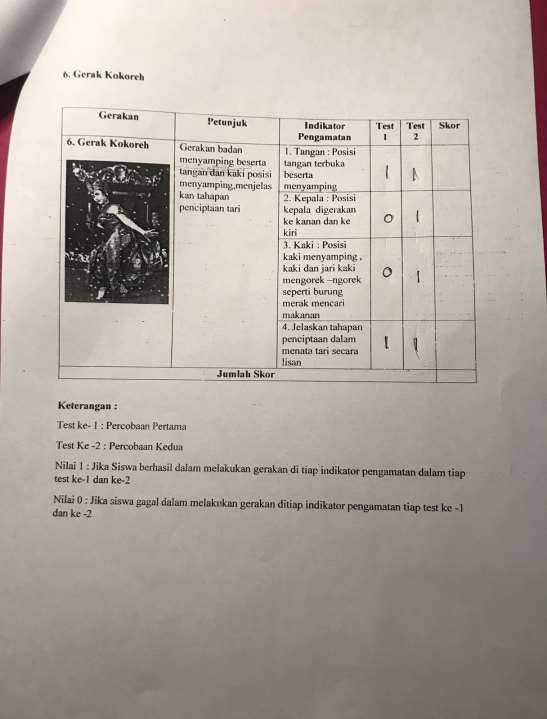 6. Gerak Kokoreh
Gerakan Petunjuk Indikator Pengamatan Test 1 Test 2 Skor
6. Gerak Kokoreh
Gerakan badan
menyamping beserta
tangan dan kaki posisi
menyamping,menjelas
kan tahapan
penciptaan tari
1. Tangan : Posisi
tangan terbuka
beserta
menyamping
1 1
2. Kepala : Posisi
kepala digerakan
ke kanan dan ke
kiri
0 1
3. Kaki : Posisi
kaki menyamping ,
kaki dan jari kaki
mengorek –ngorek
seperti burung
merak mencari
makanan
0 1
4. Jelaskan tahapan
penciptaan dalam
menata tari secara
lisan
1 1
Jumlah Skor
Keterangan :
Test ke- 1 : Percobaan Pertama
Test Ke -2 : Percobaan Kedua
Nilai 1 : Jika Siswa berhasil dalam melakukan gerakan di tiap indikator pengamatan dalam tiap
test ke-1 dan ke-2
Nilai 0 : Jika siswa gagal dalam melakukan gerakan ditiap indikator pengamatan tiap test ke -1
dan ke -2